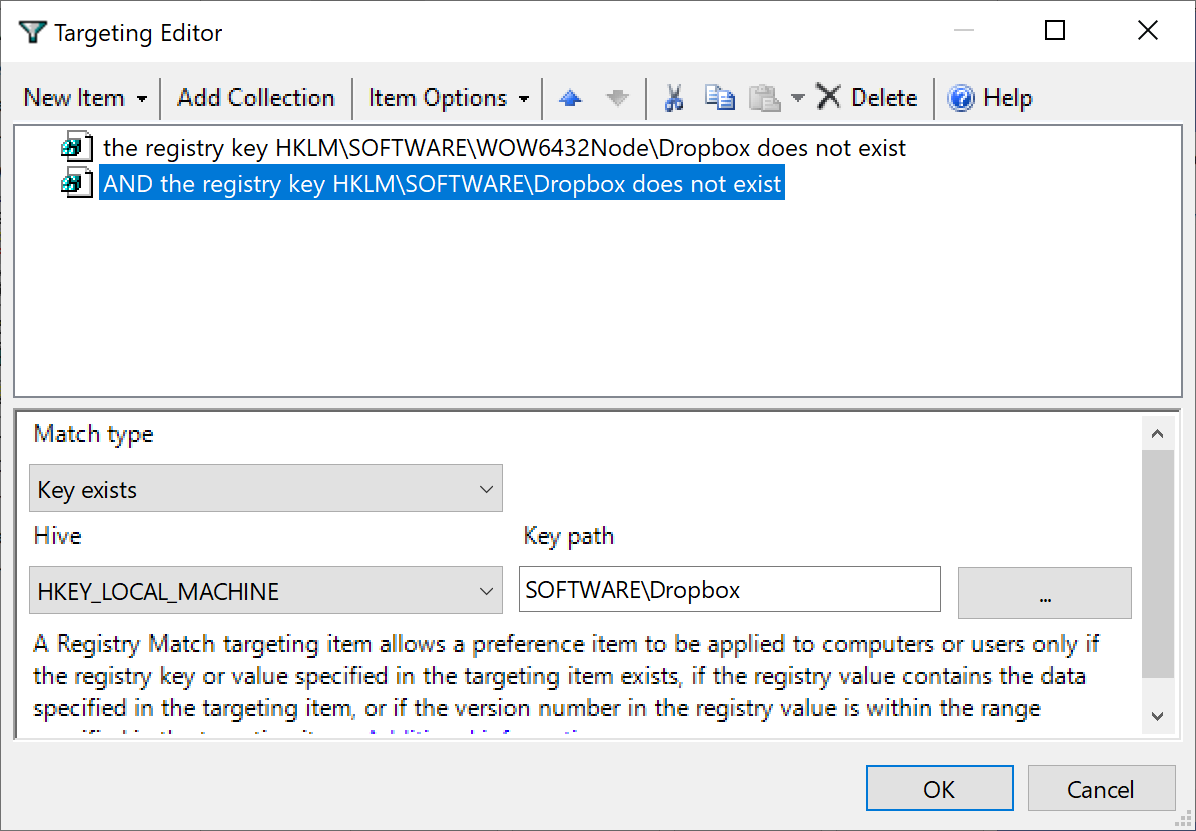 Targeting Editor
New Item Add Collection Item Options Delete Help
the registry key HKLM\SOFTWARE\WOW6432Node\Dropbox does not exist
AND the registry key HKLM\SOFTWARE\Dropbox does not exist
Match type
Key exists
Hive Key path
HKEY_LOCAL_MACHINE SOFTWARE\Dropbox ...
A Registry Match targeting item allows a preference item to be applied to computers or users only if
the registry key or value specified in the targeting item exists, if the registry value contains the data
specified in the targeting item, or if the version number in the registry value is within the range
OK Cancel